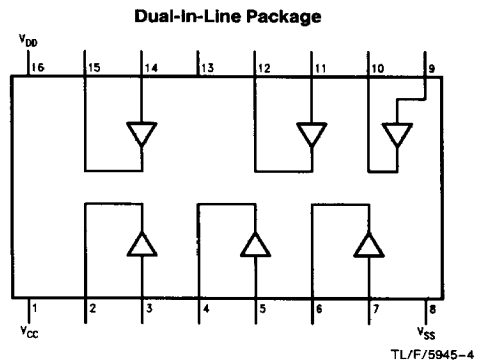 Dual-In-Line Package
VDD
16 15 14 13 12 11 10 9
1 2 3 4 5 6 7 8
VCC VSS
TL/F/5945-4